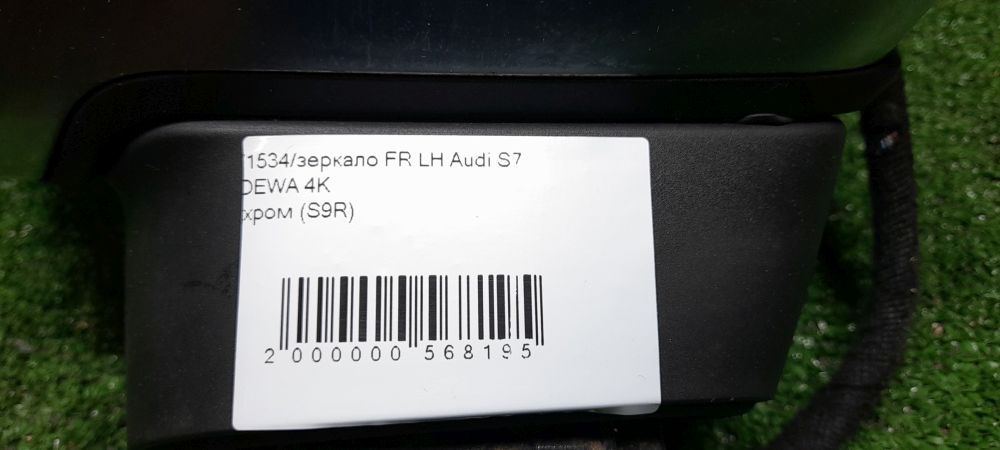 1534/зеркало FR LH Audi S7
DEWA 4K
хром (S9R)
2 000000 568195